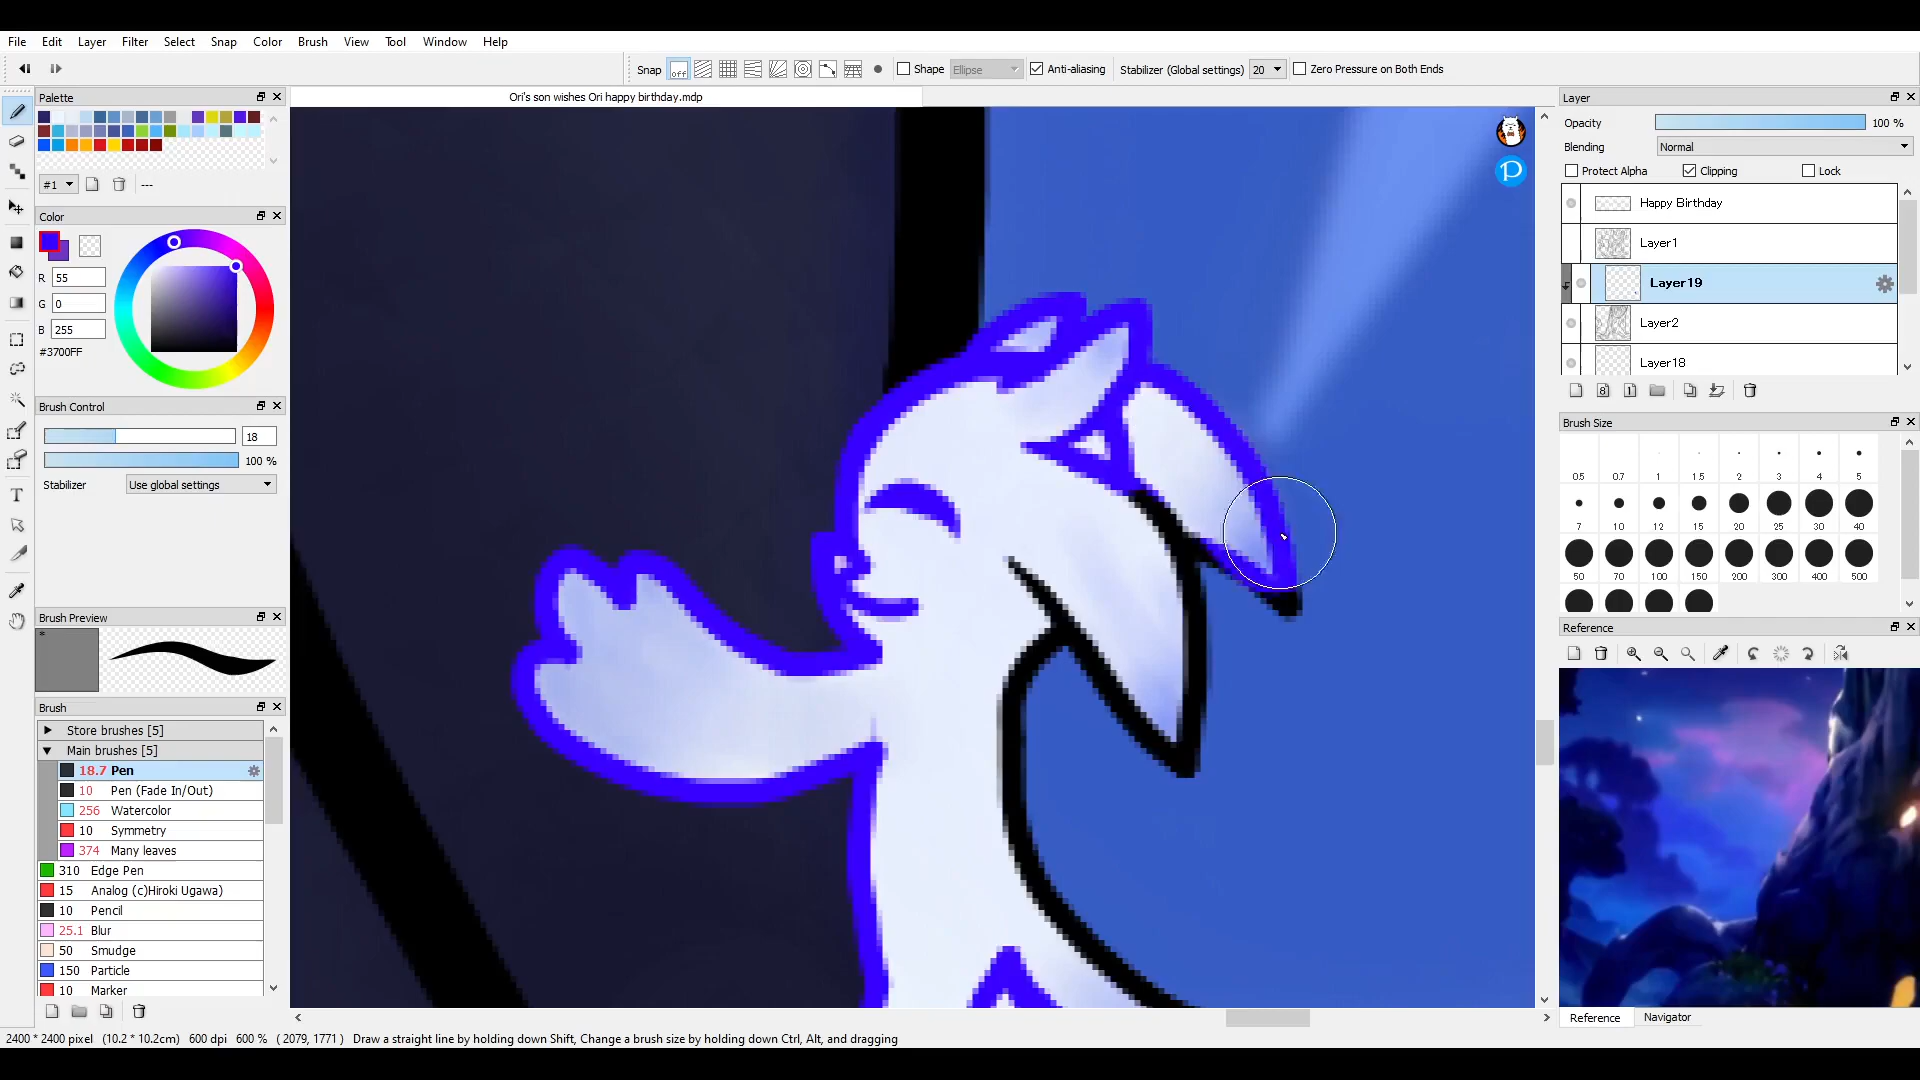 File Edit Layer Filter Select Snap Color Brush View Tool Window Help
Snap off Shape Ellipse Anti-aliasing Stabilizer (Global settings) 20 Zero Pressure on Both Ends
Palette
Ori's son wishes Ori happy birthday.mdp
Layer
Opacity 100 %
Blending Normal
Protect Alpha Clipping Lock
#1 ---
Happy Birthday
Color
Layer1
R 55
Layer19
G 0
B 255
Layer2
#3700FF
Layer18
8 1
Brush Control
18
Brush Size
100 %
0.5 0.7 1 1.5 2 3 4 5
Stabilizer Use global settings
7 10 12 15 20 25 30 40
50 70 100 150 200 300 400 500
Brush Preview
*
Reference
Brush
Store brushes [5]
Main brushes [5]
18.7 Pen
10 Pen (Fade In/Out)
256 Watercolor
10 Symmetry
374 Many leaves
310 Edge Pen
15 Analog (c)Hiroki Ugawa)
10 Pencil
25.1 Blur
50 Smudge
150 Particle
10 Marker
Reference Navigator
2400 * 2400 pixel (10.2 * 10.2cm) 600 dpi 600 % ( 2079, 1771 ) Draw a straight line by holding down Shift, Change a brush size by holding down Ctrl, Alt, and dragging